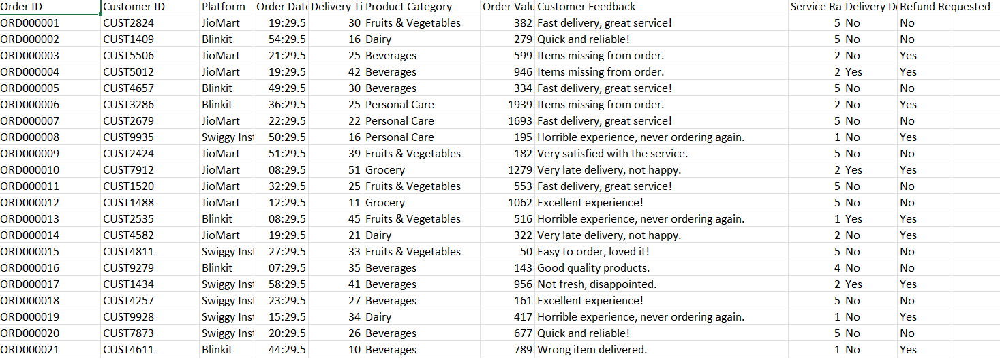 Order ID Customer ID Platform Order Date Delivery Ti Product Category Order Valu Customer Feedback Service Ra Delivery De Refund Requested
ORD000001 CUST2824 JioMart 19:29.5 30 Fruits & Vegetables 382 Fast delivery, great service! 5 No No
ORD000002 CUST1409 Blinkit 54:29.5 16 Dairy 279 Quick and reliable! 5 No No
ORD000003 CUST5506 JioMart 21:29.5 25 Beverages 599 Items missing from order. 2 No Yes
ORD000004 CUST5012 JioMart 19:29.5 42 Beverages 946 Items missing from order. 2 Yes Yes
ORD000005 CUST4657 Blinkit 49:29.5 30 Beverages 334 Fast delivery, great service! 5 No No
ORD000006 CUST3286 Blinkit 36:29.5 25 Personal Care 1939 Items missing from order. 2 No Yes
ORD000007 CUST2679 JioMart 22:29.5 22 Personal Care 1693 Fast delivery, great service! 5 No No
ORD000008 CUST9935 Swiggy Inst 50:29.5 16 Personal Care 195 Horrible experience, never ordering again. 1 No Yes
ORD000009 CUST2424 JioMart 51:29.5 39 Fruits & Vegetables 182 Very satisfied with the service. 5 No No
ORD000010 CUST7912 JioMart 08:29.5 51 Grocery 1279 Very late delivery, not happy. 2 Yes Yes
ORD000011 CUST1520 JioMart 32:29.5 25 Fruits & Vegetables 553 Fast delivery, great service! 5 No No
ORD000012 CUST1488 JioMart 12:29.5 11 Grocery 1062 Excellent experience! 5 No No
ORD000013 CUST2535 Blinkit 08:29.5 45 Fruits & Vegetables 516 Horrible experience, never ordering again. 1 Yes Yes
ORD000014 CUST4582 JioMart 19:29.5 21 Dairy 322 Very late delivery, not happy. 2 No Yes
ORD000015 CUST4811 Swiggy Inst 27:29.5 33 Fruits & Vegetables 50 Easy to order, loved it! 5 No No
ORD000016 CUST9279 Blinkit 07:29.5 35 Beverages 143 Good quality products. 4 No No
ORD000017 CUST1434 Swiggy Inst 58:29.5 41 Beverages 956 Not fresh, disappointed. 2 Yes Yes
ORD000018 CUST4257 Swiggy Inst 23:29.5 27 Beverages 161 Excellent experience! 5 No No
ORD000019 CUST9928 Swiggy Inst 15:29.5 34 Dairy 417 Horrible experience, never ordering again. 1 No Yes
ORD000020 CUST7873 Swiggy Inst 20:29.5 26 Beverages 677 Quick and reliable! 5 No No
ORD000021 CUST4611 Blinkit 44:29.5 10 Beverages 789 Wrong item delivered. 1 No Yes